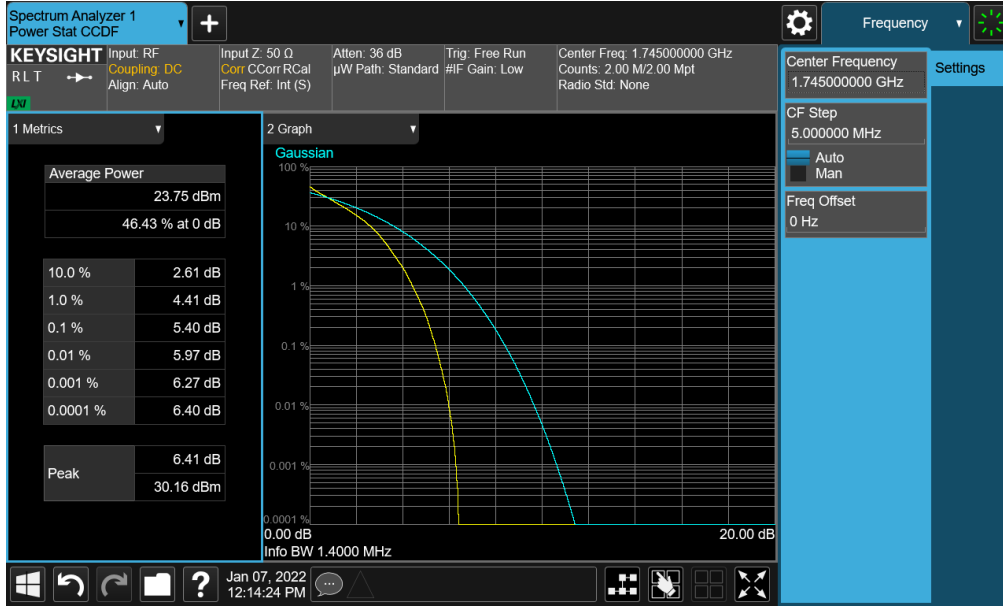 Spectrum Analyzer 1
Power Stat CCDF
Frequency
KEYSIGHT
R L T
LXI
Input: RF
Coupling: DC
Align: Auto
Input Z: 50 Ω
Corr CCorr RCal
Freq Ref: Int (S)
Atten: 36 dB
µW Path: Standard
Trig: Free Run
#IF Gain: Low
Center Freq: 1.745000000 GHz
Counts: 2.00 M/2.00 Mpt
Radio Std: None
Center Frequency
1.745000000 GHz
Settings
CF Step
5.000000 MHz
Auto
Man
Freq Offset
0 Hz
1 Metrics
Average Power
23.75 dBm
46.43 % at 0 dB
10.0 % 2.61 dB
1.0 % 4.41 dB
0.1 % 5.40 dB
0.01 % 5.97 dB
0.001 % 6.27 dB
0.0001 % 6.40 dB
Peak
6.41 dB
30.16 dBm
2 Graph
Gaussian
100 %
10 %
1 %
0.1 %
0.01 %
0.001 %
0.0001 %
0.00 dB 20.00 dB
Info BW 1.4000 MHz
?
Jan 07, 2022
12:14:24 PM